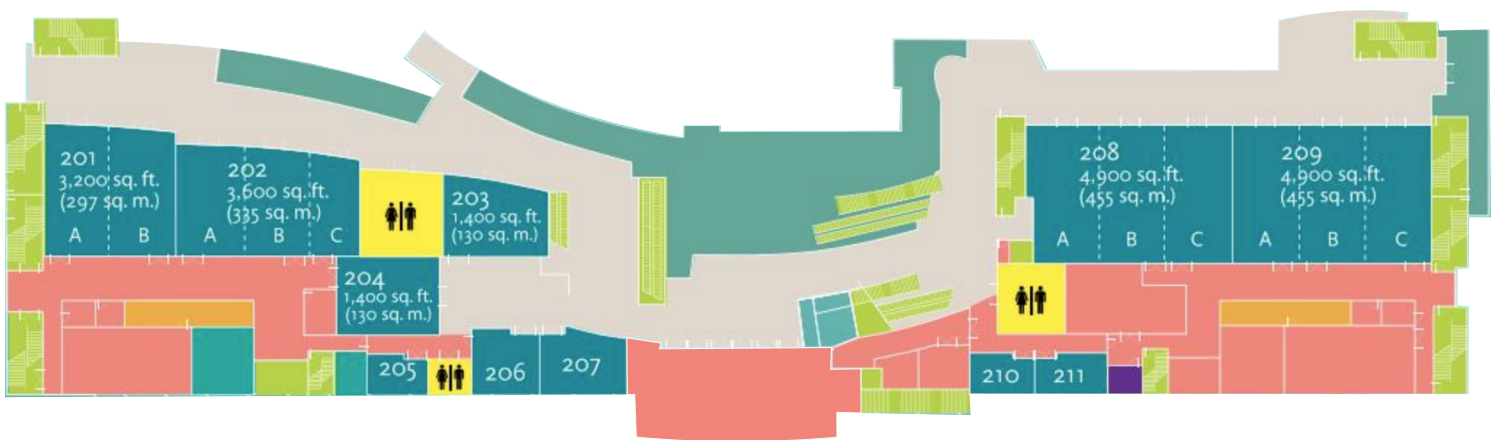 201
3,200 sq. ft.
(297 sq. m.)
A B
202
3,600 sq. ft.
(335 sq. m.)
A B C
203
1,400 sq. ft.
(130 sq. m.)
204
1,400 sq. ft.
(130 sq. m.)
205
206
207
208
4,900 sq. ft.
(455 sq. m.)
A B C
209
4,900 sq. ft.
(455 sq. m.)
A B C
210
211